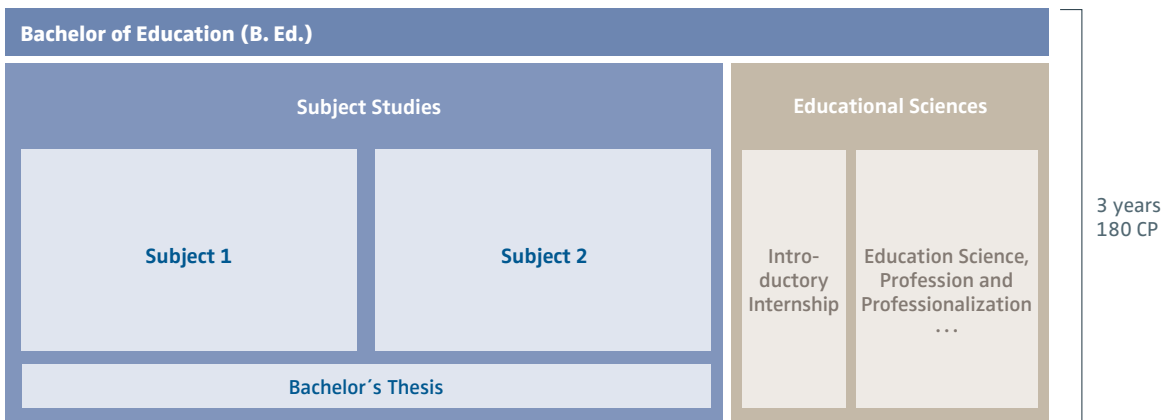 Bachelor of Education (B. Ed.)
Subject Studies
Educational Sciences
Subject 1
Subject 2
Intro-
ductory
Internship
Education Science,
Profession and
Professionalization
...
Bachelor´s Thesis
3 years
180 CP